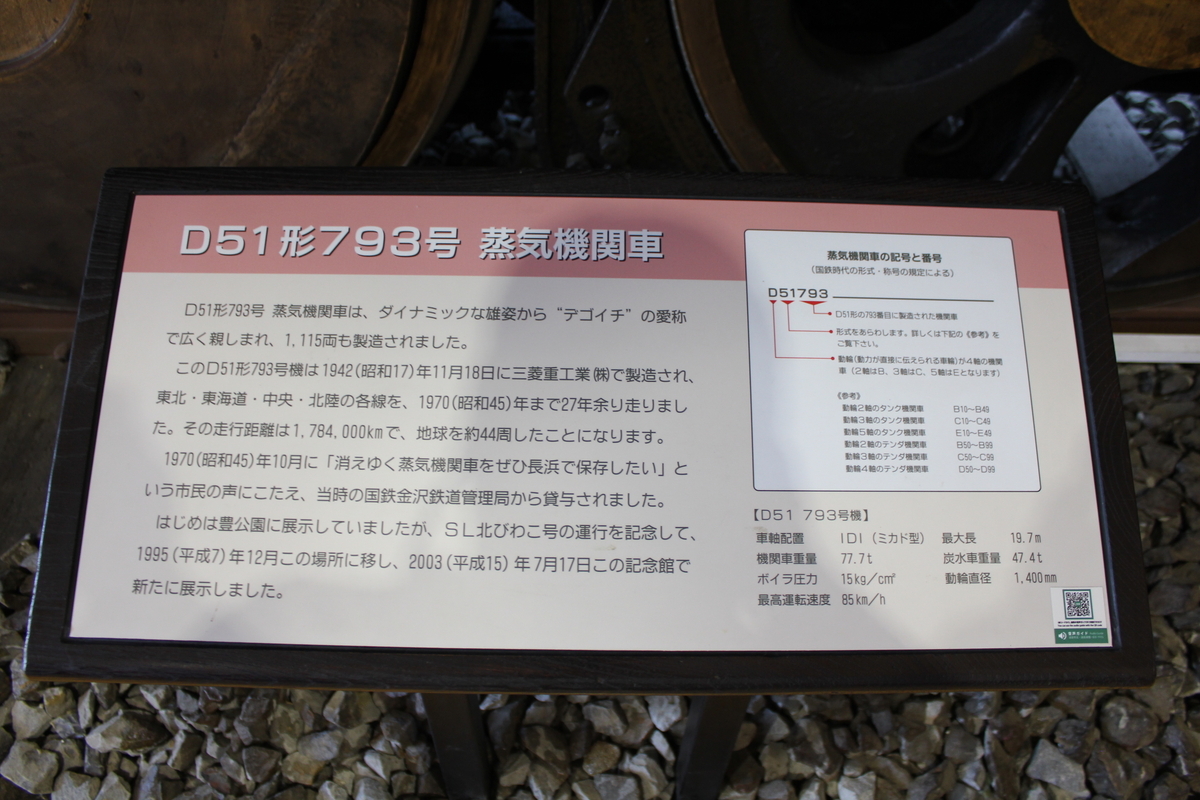 D51形793号 蒸気機関車
D51形793号 蒸気機関車は、ダイナミックな雄姿から “デゴイチ” の愛称
で広く親しまれ、1,115両も製造されました。
このD51形793号機は1942(昭和17)年11月18日に三菱重工業㈱で製造され、
東北・東海道・中央・北陸の各線を、1970(昭和45)年まで27年余り走りまし
た。その走行距離は1,784,000kmで、地球を約44周したことになります。
1970(昭和45)年10月に「消えゆく蒸気機関車をぜひ長浜で保存したい」と
いう市民の声にこたえ、当時の国鉄金沢鉄道管理局から貸与されました。
はじめは豊公園に展示していましたが、SL北びわこ号の運行を記念して、
1995(平成7)年12月この場所に移し、2003(平成15)年7月17日この記念館で
新たに展示しました。
蒸気機関車の記号と番号
(国鉄時代の形式・称号の規定による)
D51793
D51形の793番目に製造された機関車
形式をあらわします。詳しくは下記の《参考》を
ご覧下さい。
動輪(動力が直接に伝えられる車輪)が4軸の機関
車(2軸はB、3軸はC、5軸はEとなります)
《参考》
動輪2軸のタンク機関車 B10～B49
動輪3軸のタンク機関車 C10～C49
動輪5軸のタンク機関車 E10～E49
動輪2軸のテンダ機関車 B50～B99
動輪3軸のテンダ機関車 C50～C99
動輪4軸のテンダ機関車 D50～D99
【D51 793号機】
車軸配置 1D1(ミカド型) 最大長 19.7m
機関車重量 77.7t 炭水車重量 47.4t
ボイラ圧力 15kg/c㎡ 動輪直径 1,400mm
最高運転速度 85km/h
音声ガイド